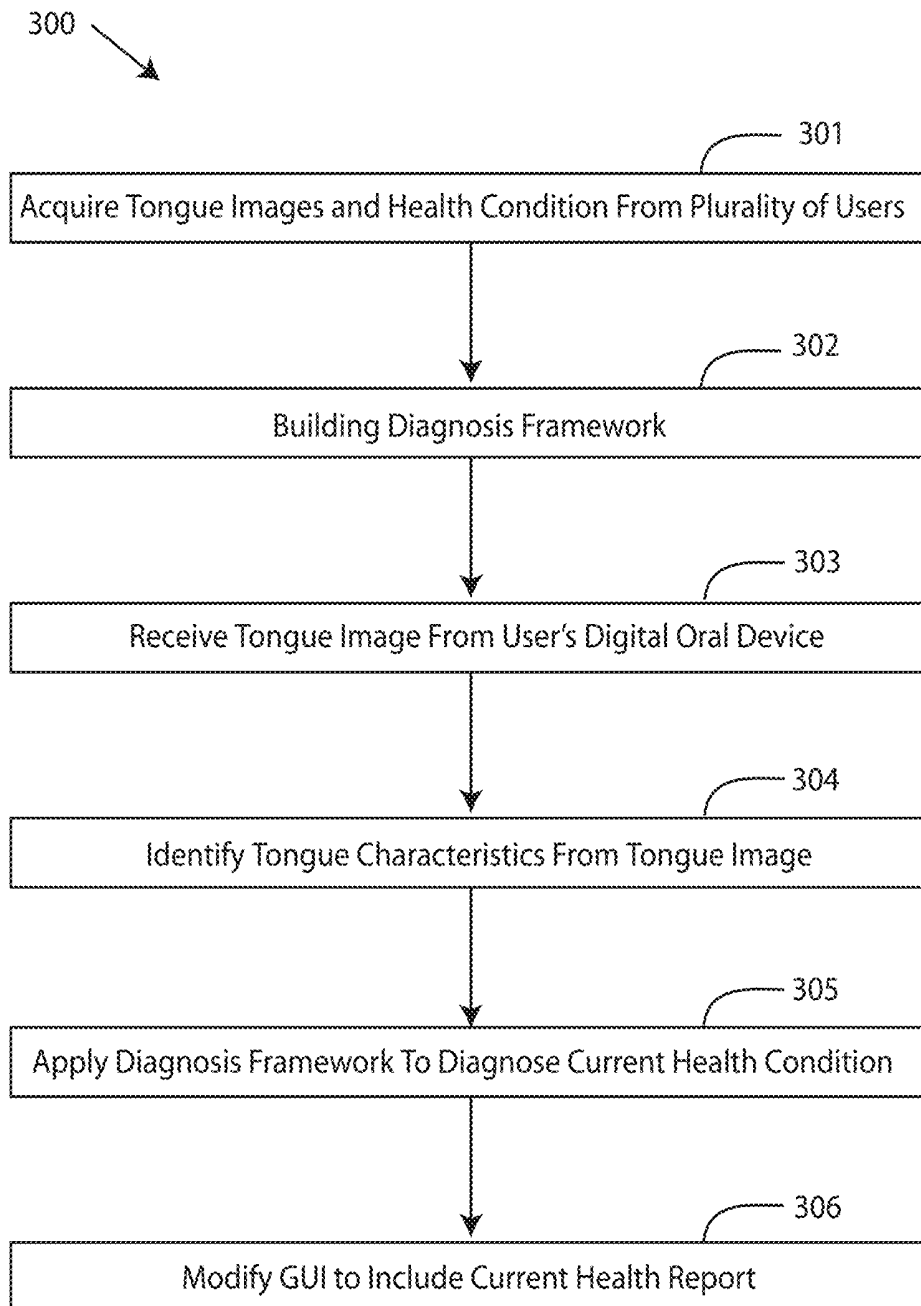 300
301
Acquire Tongue Images and Health Condition From Plurality of Users
302
Building Diagnosis Framework
303
Receive Tongue Image From User's Digital Oral Device
304
Identify Tongue Characteristics From Tongue Image
305
Apply Diagnosis Framework To Diagnose Current Health Condition
306
Modify GUI to Include Current Health Report